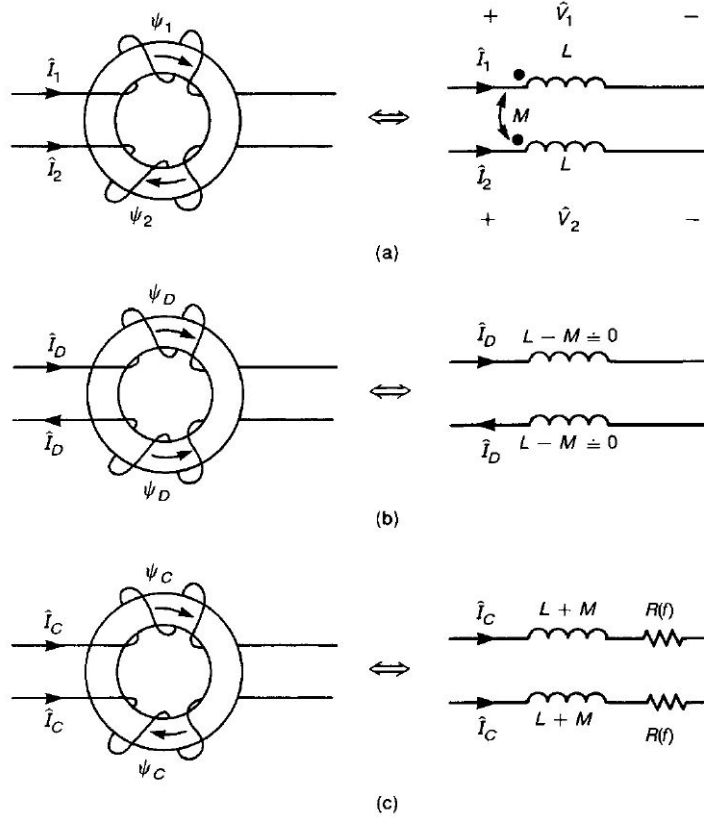 ψ1 + V̂1 −
Î1 Î1 L
⇔ M
Î2 Î2 L
ψ2 + V̂2 −
(a)
ψD
ÎD ÎD L − M ≐ 0
⇔
ÎD ÎD L − M ≐ 0
ψD
(b)
ψC
ÎC ÎC L + M R(f)
⇔
ÎC ÎC L + M R(f)
ψC
(c)